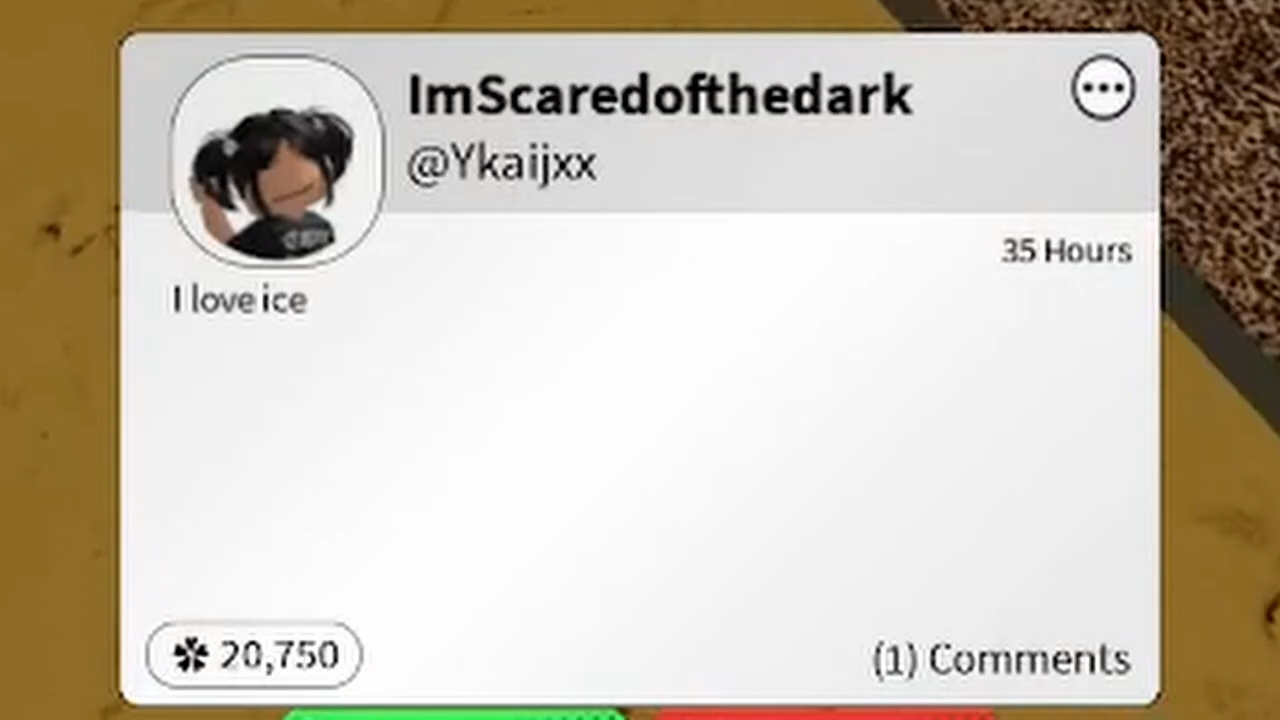 ImScaredofthedark
@Ykaijxx
35 Hours
I love ice
20,750
(1) Comments